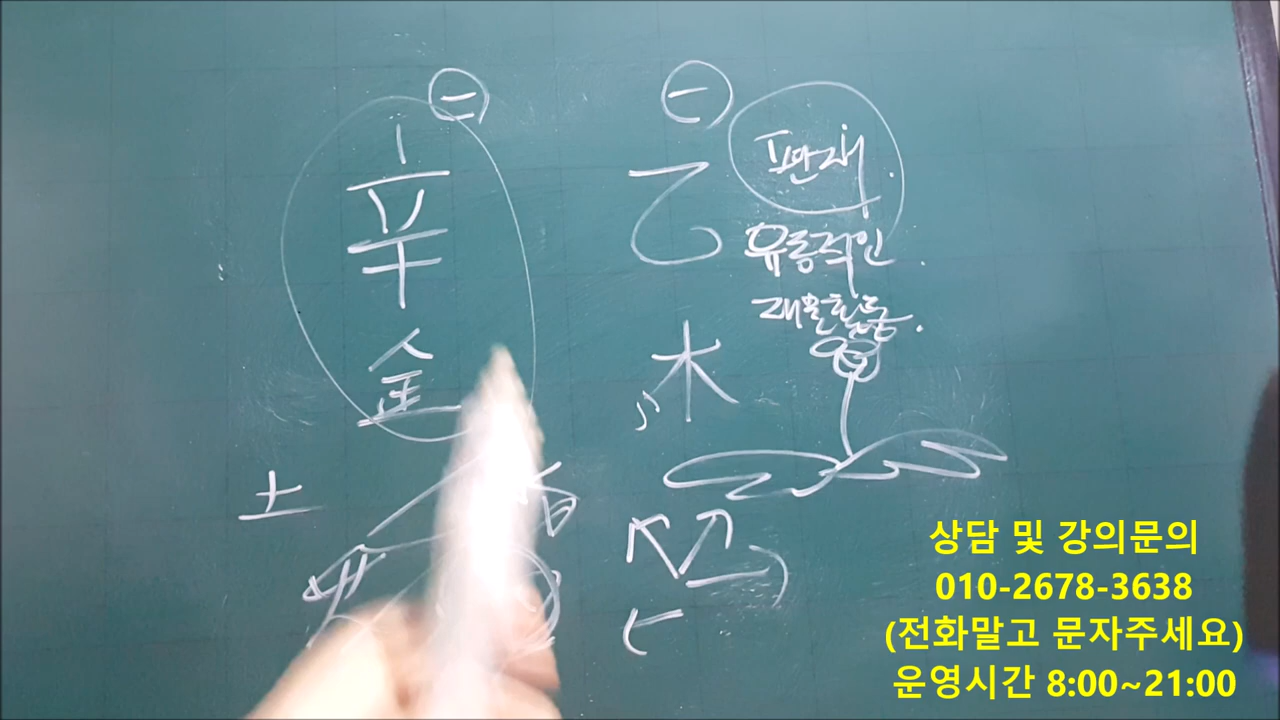 一 一
辛 乙 편재
유동적인
재물활동
金 木
土
상담 및 강의문의
010-2678-3638
(전화말고 문자주세요)
운영시간 8:00~21:00